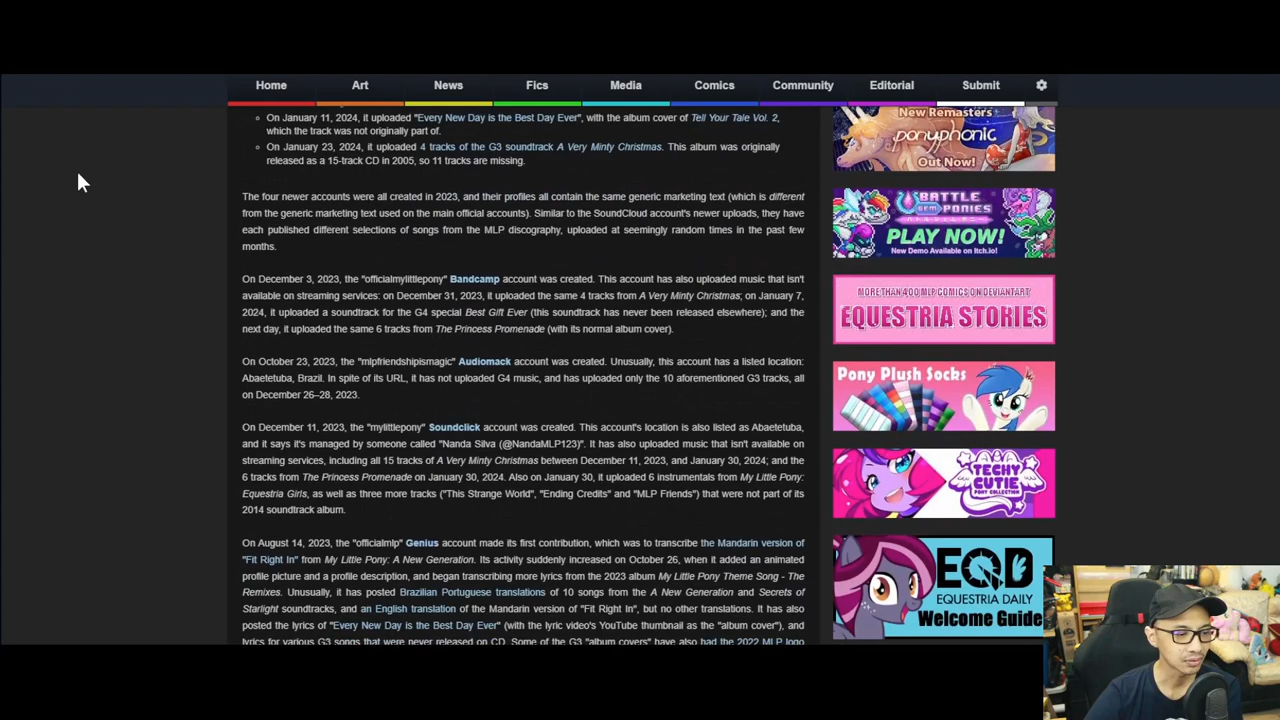 Home Art News Fics Media Comics Community Editorial Submit
On January 11, 2024, it uploaded "Every New Day is the Best Day Ever", with the album cover of Tell Your Tale Vol. 2,
which the track was not originally part of.
On January 23, 2024, it uploaded 4 tracks of the G3 soundtrack A Very Minty Christmas. This album was originally
released as a 15-track CD in 2005, so 11 tracks are missing.
The four newer accounts were all created in 2023, and their profiles all contain the same generic marketing text (which is different
from the generic marketing text used on the main official accounts). Similar to the SoundCloud account's newer uploads, they have
each published different selections of songs from the MLP discography, uploaded at seemingly random times in the past few
months.
On December 3, 2023, the "officialmylittlepony" Bandcamp account was created. This account has also uploaded music that isn't
available on streaming services: on December 31, 2023, it uploaded the same 4 tracks from A Very Minty Christmas; on January 7,
2024, it uploaded a soundtrack for the G4 special Best Gift Ever (this soundtrack has never been released elsewhere); and the
next day, it uploaded the same 6 tracks from The Princess Promenade (with its normal album cover).
On October 23, 2023, the "mlpfriendshipismagic" Audiomack account was created. Unusually, this account has a listed location:
Abaetetuba, Brazil. In spite of its URL, it has not uploaded G4 music, and has uploaded only the 10 aforementioned G3 tracks, all
on December 26–28, 2023.
On December 11, 2023, the "mylittlepony" Soundclick account was created. This account's location is also listed as Abaetetuba,
and it says it's managed by someone called "Nanda Silva (@NandaMLP123)". It has also uploaded music that isn't available on
streaming services, including all 15 tracks of A Very Minty Christmas between December 11, 2023, and January 30, 2024; and the
6 tracks from The Princess Promenade on January 30, 2024. Also on January 30, it uploaded 6 instrumentals from My Little Pony:
Equestria Girls, as well as three more tracks ("This Strange World", "Ending Credits" and "MLP Friends") that were not part of its
2014 soundtrack album.
On August 14, 2023, the "officialmlp" Genius account made its first contribution, which was to transcribe the Mandarin version of
"Fit Right In" from My Little Pony: A New Generation. Its activity suddenly increased on October 26, when it added an animated
profile picture and a profile description, and began transcribing more lyrics from the 2023 album My Little Pony Theme Song - The
Remixes. Unusually, it has posted Brazilian Portuguese translations of 10 songs from the A New Generation and Secrets of
Starlight soundtracks, and an English translation of the Mandarin version of "Fit Right In", but no other translations. It has also
posted the lyrics of "Every New Day is the Best Day Ever" (with the lyric video's YouTube thumbnail as the "album cover"), and
lyrics for various G3 songs that were never released on CD. Some of the G3 "album covers" have also had the 2022 MLP logo
New Remasters
ponyphonic
Out Now!
BATTLE
GEM PONIES
PLAY NOW!
New Demo Available on Itch.io!
MORE THAN 400 MLP COMICS ON DEVIANTART
EQUESTRIA STORIES
Pony Plush Socks
TECHY
CUTIE
PONY COLLECTION
EQD
EQUESTRIA DAILY
Welcome Guide